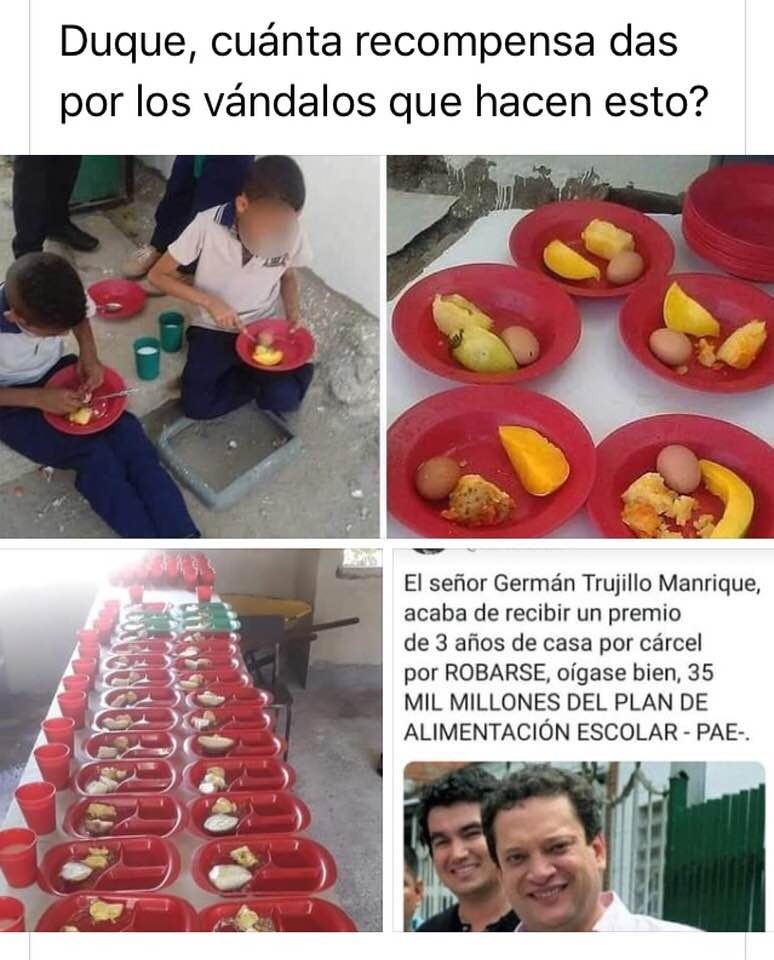 Duque, cuánta recompensa das
por los vándalos que hacen esto?
El señor Germán Trujillo Manrique,
acaba de recibir un premio
de 3 años de casa por cárcel
por ROBARSE, oígase bien, 35
MIL MILLONES DEL PLAN DE
ALIMENTACIÓN ESCOLAR - PAE-.